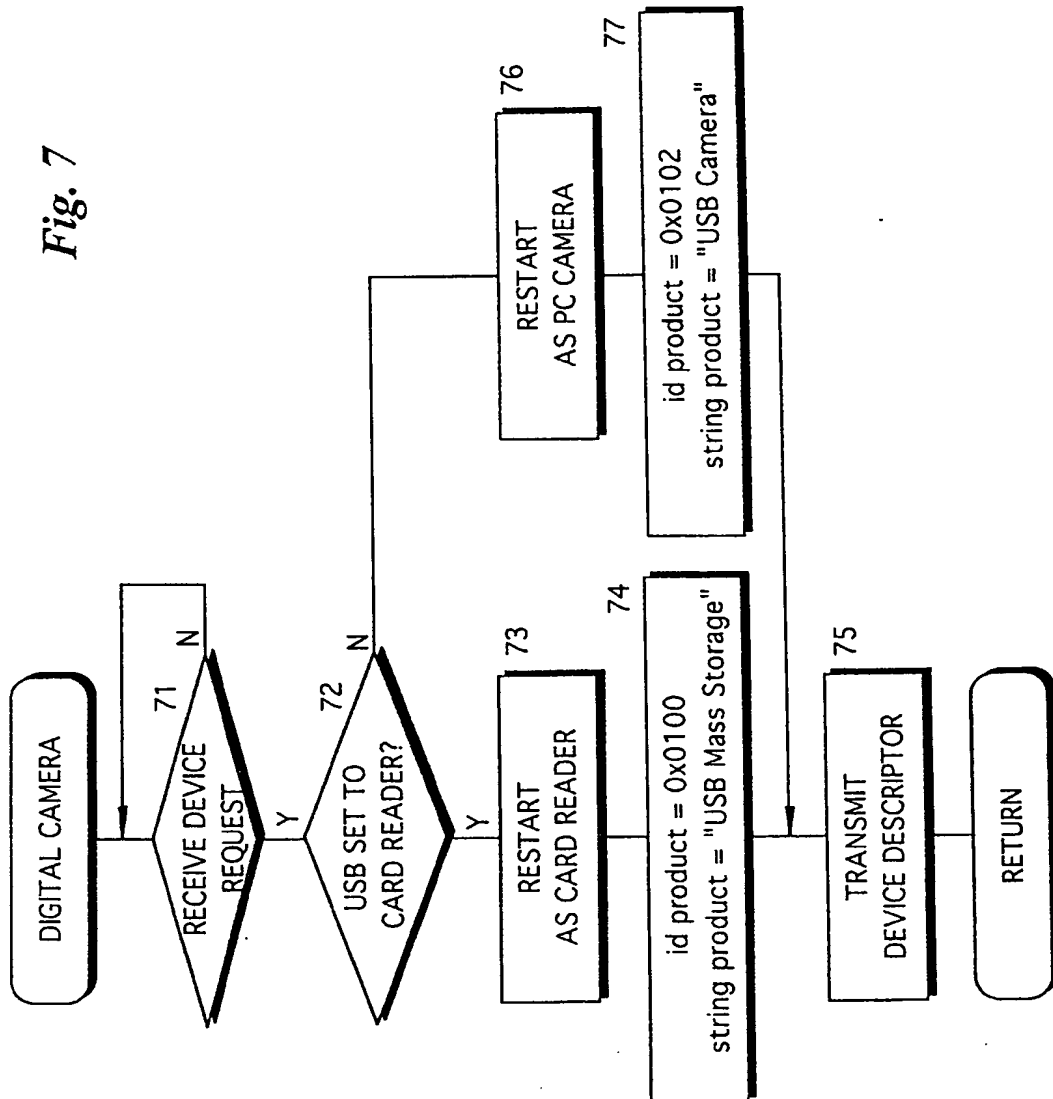 Fig. 7
DIGITAL CAMERA
71
RECEIVE DEVICE
REQUEST
N
Y
72
USB SET TO
CARD READER?
N
Y
73
RESTART
AS CARD READER
74
id product = 0x0100
string product = "USB Mass Storage"
76
RESTART
AS PC CAMERA
77
id product = 0x0102
string product = "USB Camera"
75
TRANSMIT
DEVICE DESCRIPTOR
RETURN